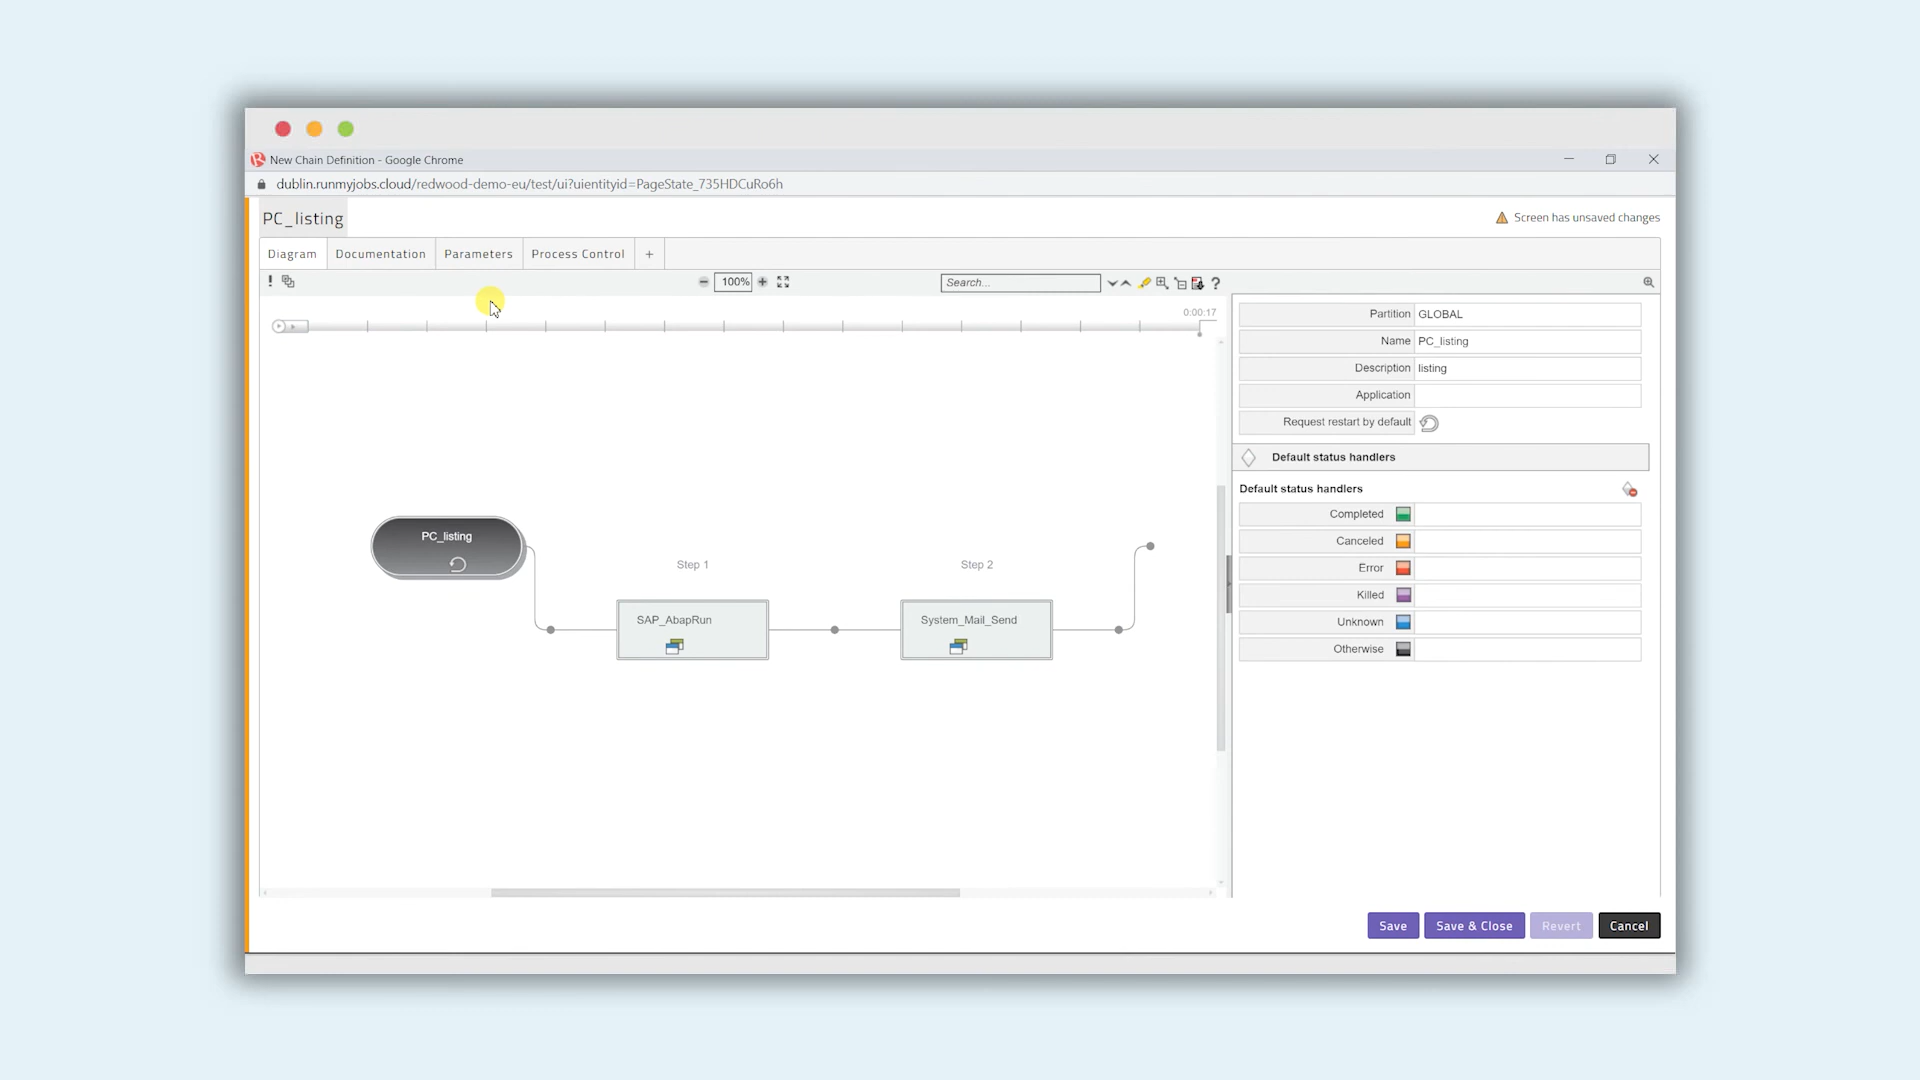 New Chain Definition - Google Chrome
dublin.runmyjobs.cloud/redwood-demo-eu/test/ui?uientityid=PageState_735HDCuRo6h
PC_listing
Screen has unsaved changes
Diagram
Documentation
Parameters
Process Control
+
100%
Search...
?
0:00:17
Partition GLOBAL
Name PC_listing
Description listing
Application
Request restart by default
Default status handlers
Default status handlers
Completed
Canceled
Error
Killed
Unknown
Otherwise
PC_listing
Step 1
SAP_AbapRun
Step 2
System_Mail_Send
Save
Save & Close
Revert
Cancel